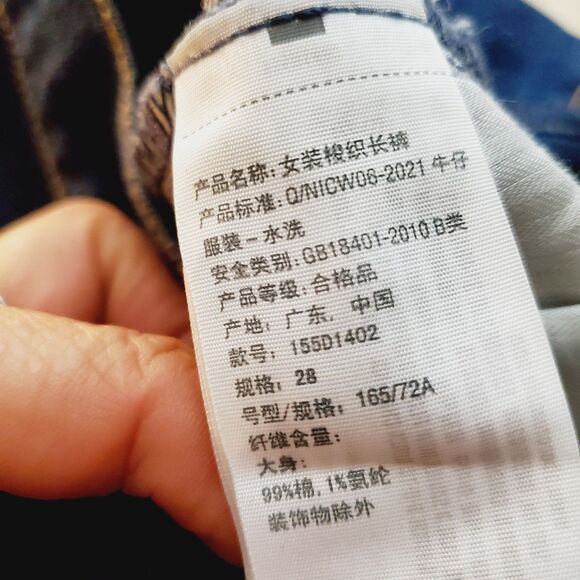 产品名称:女装梭织长裤
产品标准:Q/NICW06-2021 牛仔
服装-水洗
安全类别:GB18401-2010 B类
产品等级:合格品
产地: 广东, 中国
款号: 155D1402
规格: 28
号型/规格: 165/72A
纤维含量:
大身:
99%棉,1%氨纶
装饰物除外